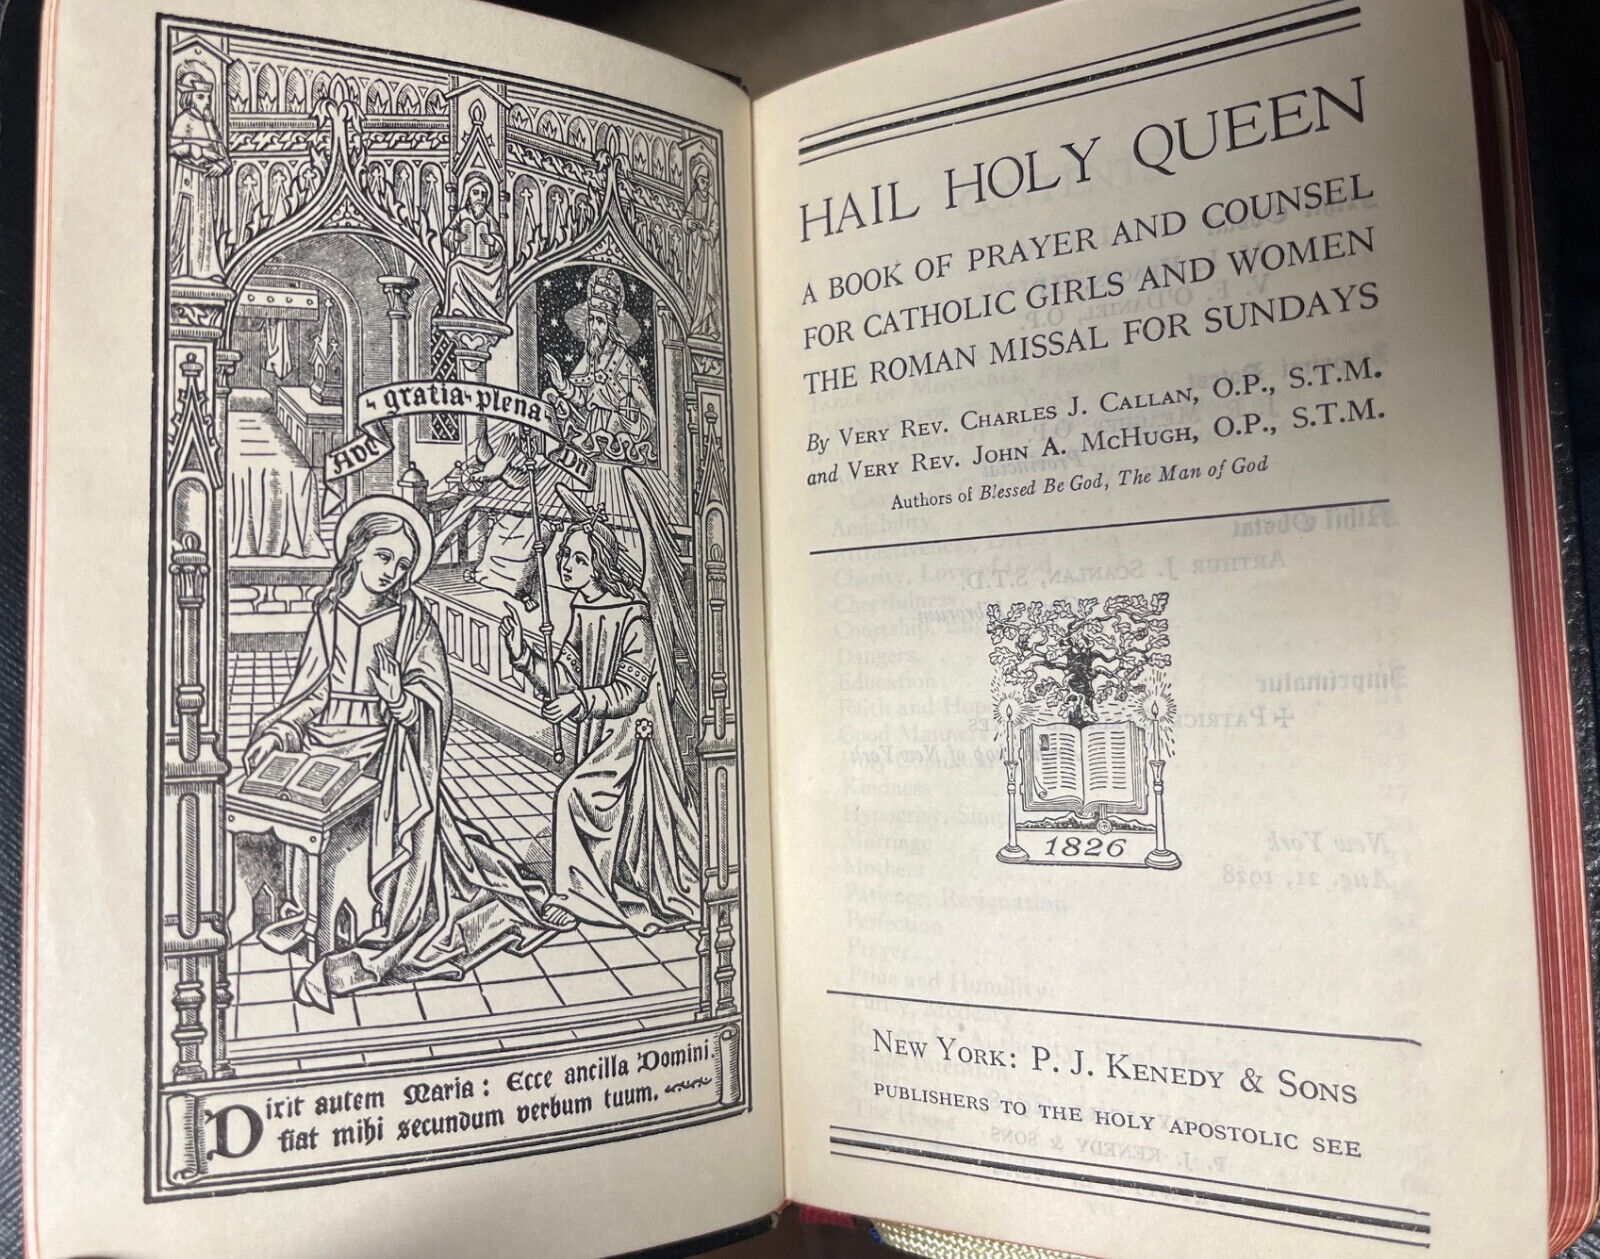 Ave gratia plena Dn
Dixit autem Maria: Ecce ancilla Domini.
fiat mihi secundum verbum tuum.
HAIL HOLY QUEEN
A BOOK OF PRAYER AND COUNSEL
FOR CATHOLIC GIRLS AND WOMEN
THE ROMAN MISSAL FOR SUNDAYS
By VERY REV. CHARLES J. CALLAN, O.P., S.T.M.
and VERY REV. JOHN A. MCHUGH, O.P., S.T.M.
Authors of Blessed Be God, The Man of God
1826
NEW YORK: P. J. KENEDY & SONS
PUBLISHERS TO THE HOLY APOSTOLIC SEE